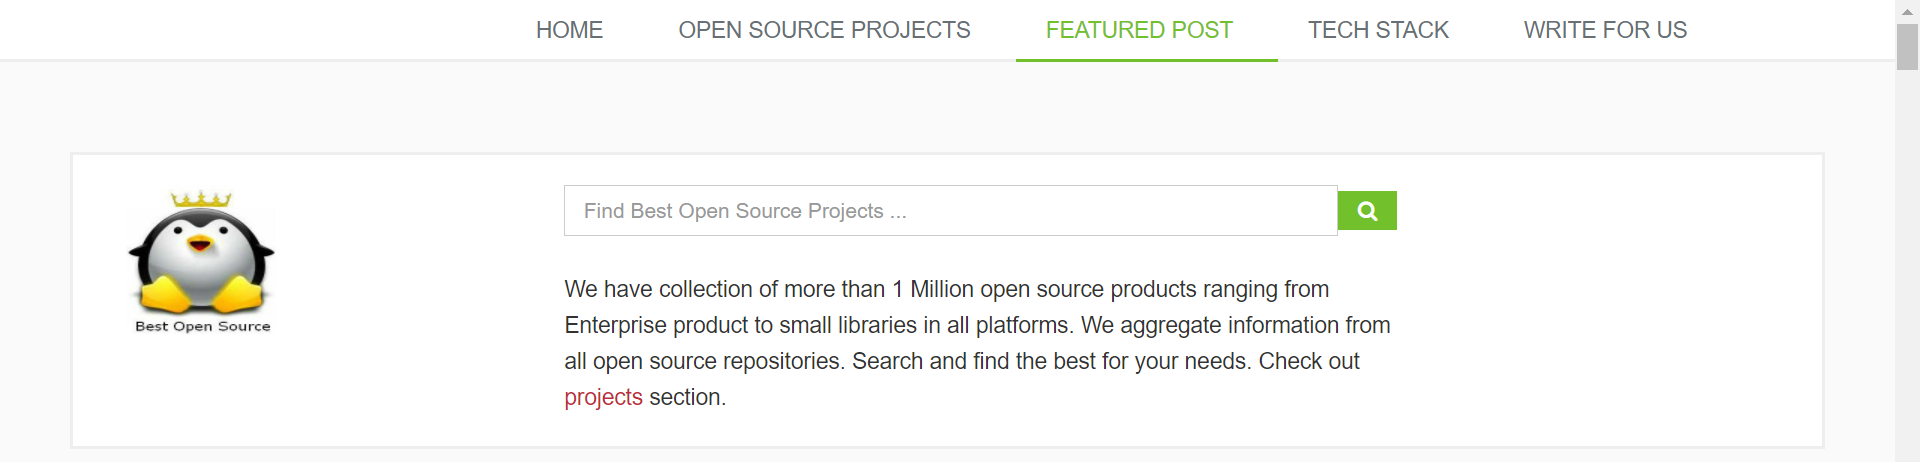 HOME OPEN SOURCE PROJECTS FEATURED POST TECH STACK WRITE FOR US
Best Open Source
Find Best Open Source Projects ...
We have collection of more than 1 Million open source products ranging from
Enterprise product to small libraries in all platforms. We aggregate information from
all open source repositories. Search and find the best for your needs. Check out
projects section.